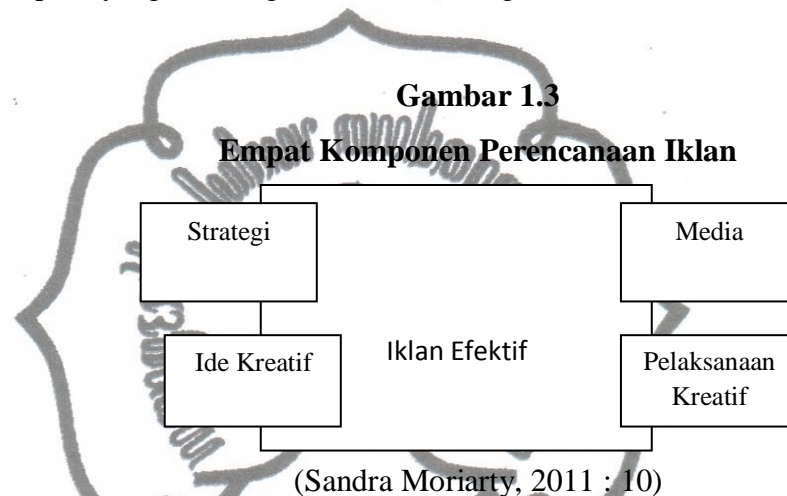 Gambar 1.3
Empat Komponen Perencanaan Iklan
Strategi
Media
Ide Kreatif
Iklan Efektif
Pelaksanaan
Kreatif
(Sandra Moriarty, 2011 : 10)